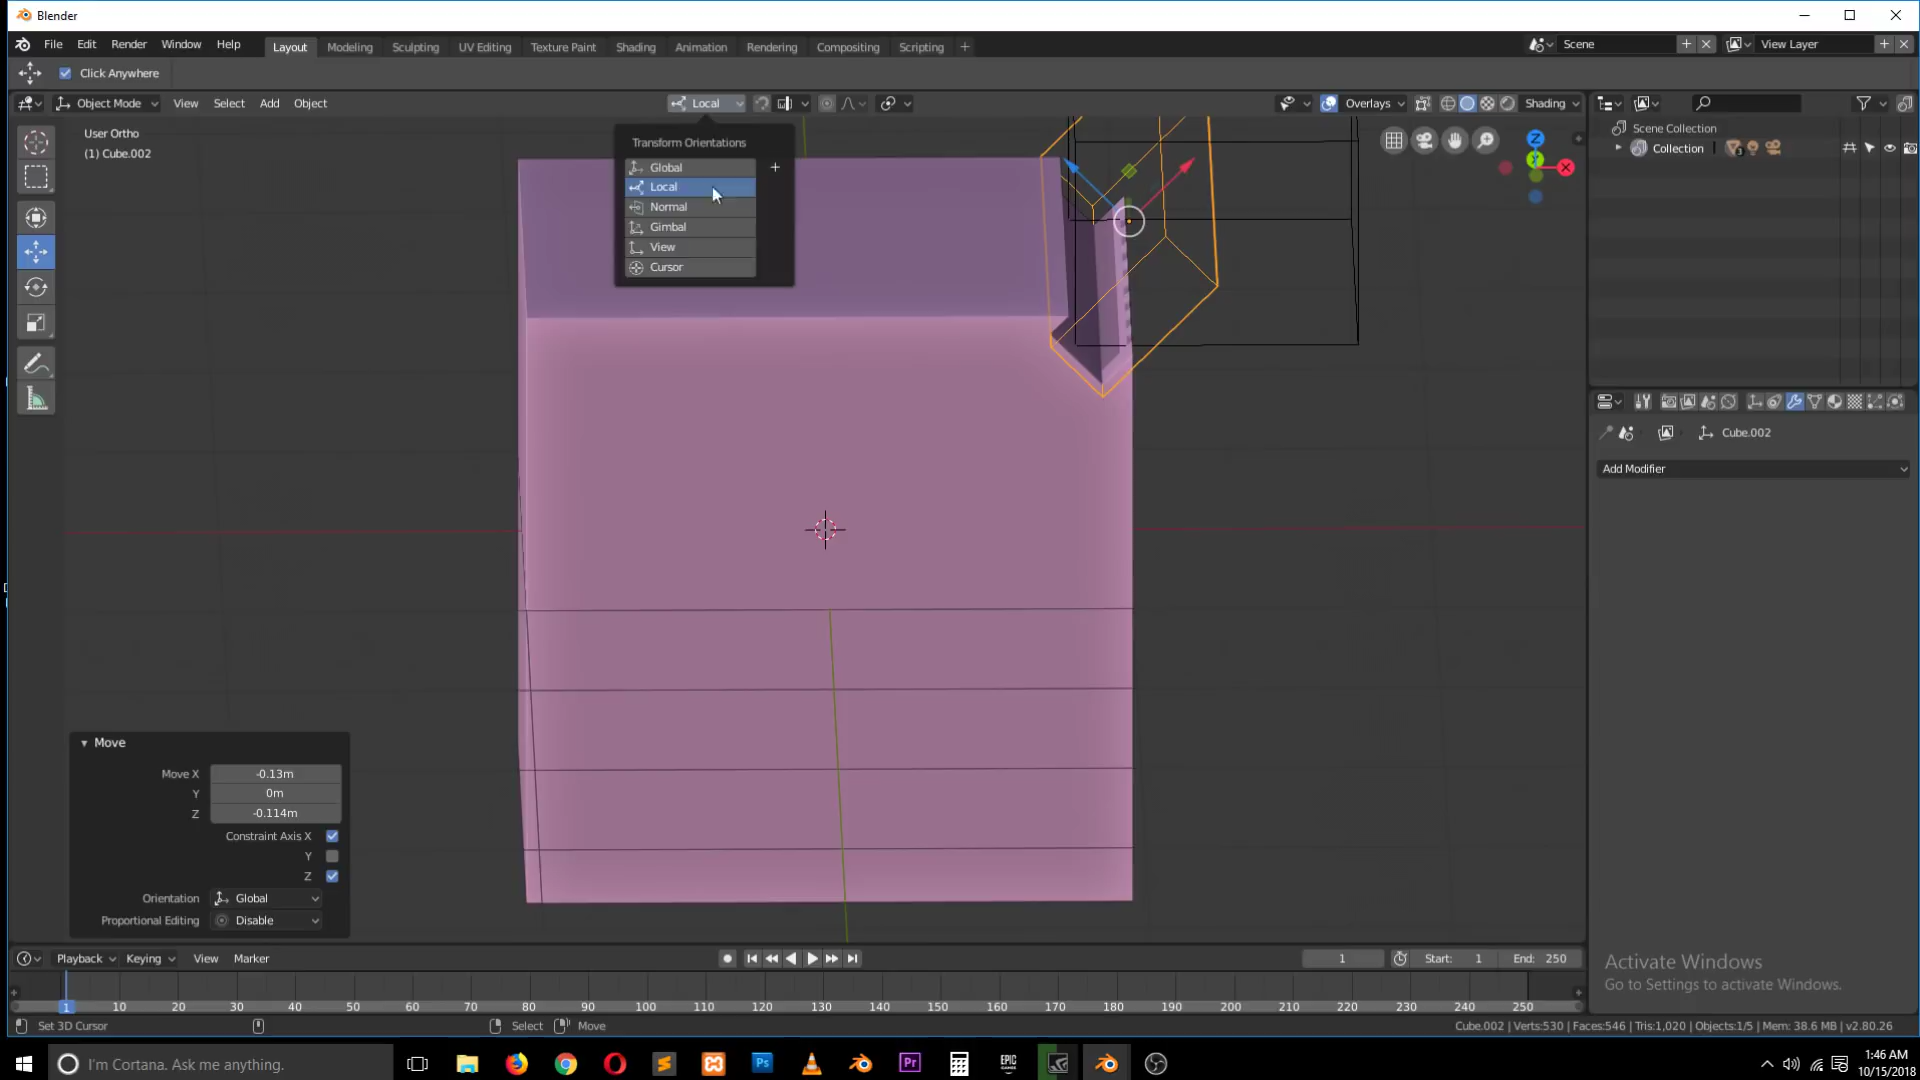 Blender
File Edit Render Window Help Layout Modeling Sculpting UV Editing Texture Paint Shading Animation Rendering Compositing Scripting + Scene View Layer
Click Anywhere
Object Mode View Select Add Object Local Overlays Shading
User Ortho
(1) Cube.002
Transform Orientations
Global
Local
Normal
Gimbal
View
Cursor
Z
Y
X
Scene Collection
Collection
Cube.002
Add Modifier
Move
Move X -0.13m
Y 0m
Z -0.114m
Constraint Axis X
Y
Z
Orientation Global
Proportional Editing Disable
Playback Keying View Marker 1 Start: 1 End: 250
1 10 20 30 40 50 60 70 80 90 100 110 120 130 140 150 160 170 180 190 200 210 220 230 240 250
Activate Windows
Go to Settings to activate Windows.
Set 3D Cursor Select Move Cube.002 | Verts:530 | Faces:546 | Tris:1,020 | Objects:1/5 | Mem: 38.6 MB | v2.80.26
I'm Cortana. Ask me anything. Ps EPIC GAMES Pr 1:46 AM
10/15/2018